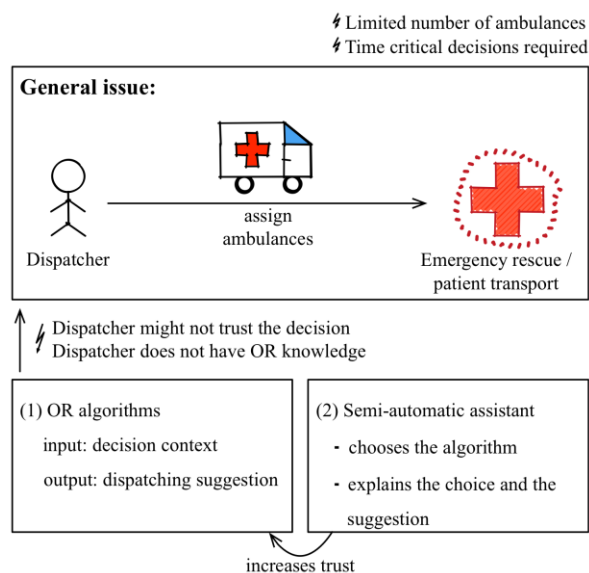 Limited number of ambulances
Time critical decisions required
General issue:
assign
ambulances
Dispatcher
Emergency rescue /
patient transport
Dispatcher might not trust the decision
Dispatcher does not have OR knowledge
(1) OR algorithms
input: decision context
output: dispatching suggestion
(2) Semi-automatic assistant
- chooses the algorithm
- explains the choice and the
suggestion
increases trust